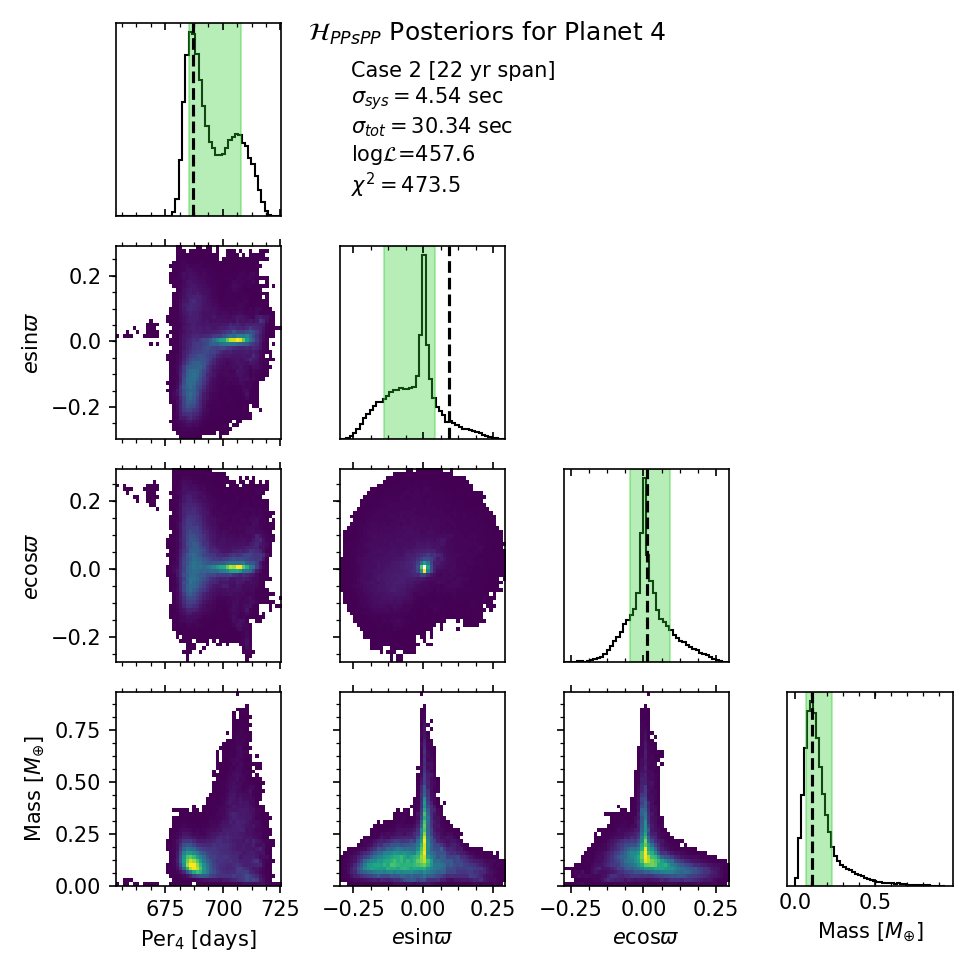 𝓗_PPsPP Posteriors for Planet 4
Case 2 [22 yr span]
σ_sys = 4.54 sec
σ_tot = 30.34 sec
logℒ=457.6
χ² = 473.5
0.2
0.0
−0.2
esinϖ
0.2
0.0
−0.2
ecosϖ
0.75
0.50
0.25
0.00
Mass [M⊕]
675 700 725
Per₄ [days]
−0.25 0.00 0.25
esinϖ
−0.25 0.00 0.25
ecosϖ
0.0 0.5
Mass [M⊕]